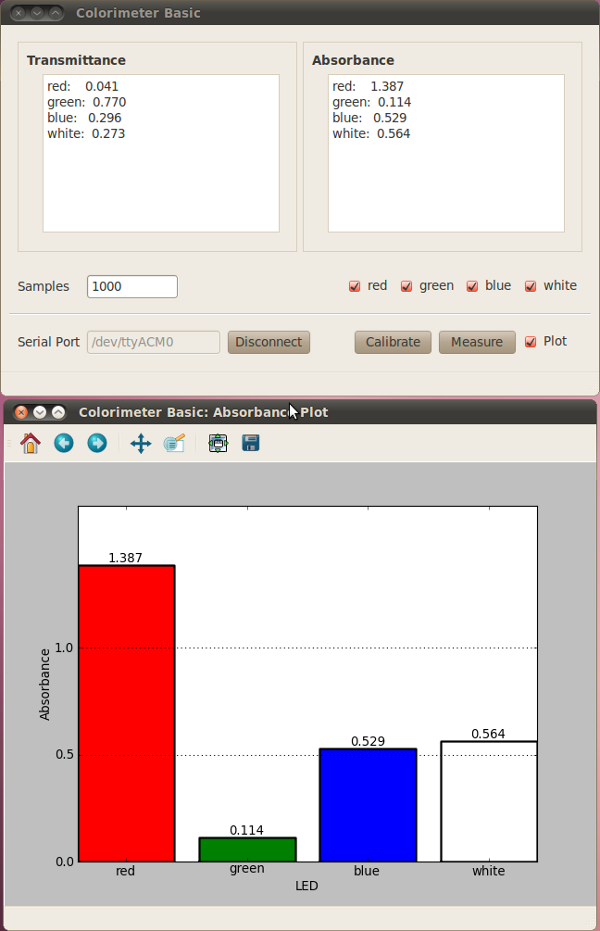 Colorimeter Basic
Transmittance
red: 0.041
green: 0.770
blue: 0.296
white: 0.273
Absorbance
red: 1.387
green: 0.114
blue: 0.529
white: 0.564
Samples 1000 red green blue white
Serial Port /dev/ttyACM0 Disconnect Calibrate Measure Plot
Colorimeter Basic: Absorbance Plot
1.387
1.0
Absorbance
0.564
0.529
0.5
0.114
0.0
red green blue white
LED